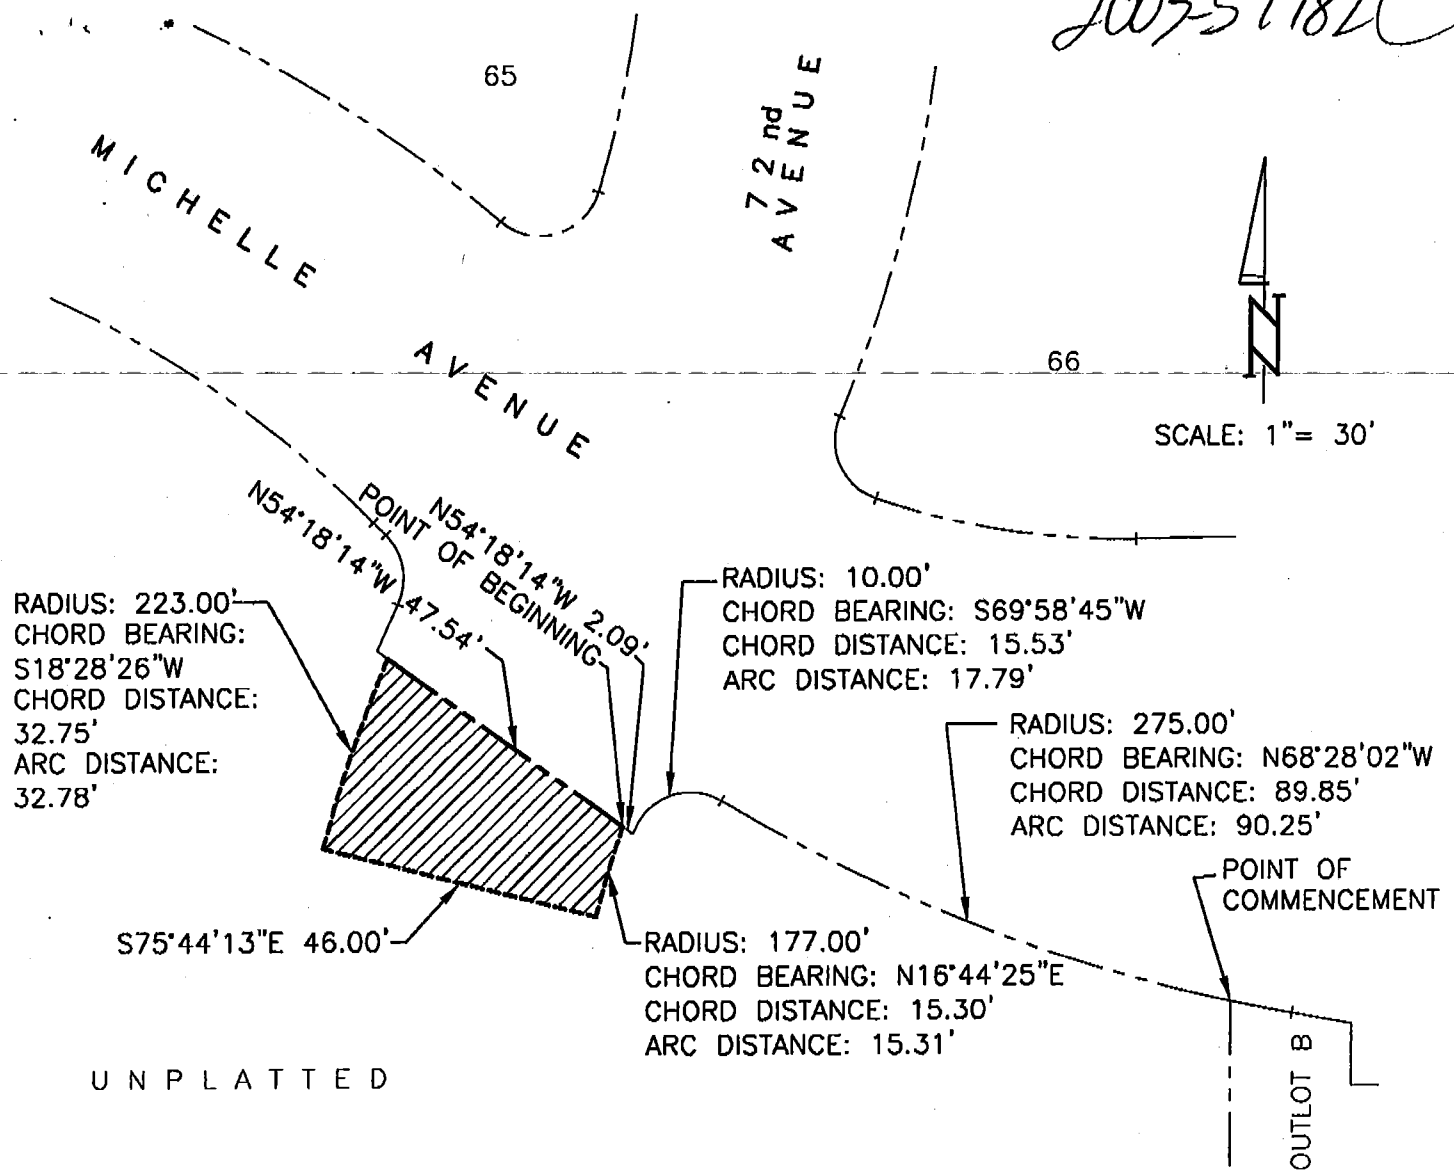 65
72 nd
AVENUE
MICHELLE
AVENUE
66
N
SCALE: 1"= 30'
N54°18'14"W 2.09'
POINT OF BEGINNING
N54°18'14"W 47.54'
RADIUS: 223.00'
CHORD BEARING:
S18°28'26"W
CHORD DISTANCE:
32.75'
ARC DISTANCE:
32.78'
RADIUS: 10.00'
CHORD BEARING: S69°58'45"W
CHORD DISTANCE: 15.53'
ARC DISTANCE: 17.79'
RADIUS: 275.00'
CHORD BEARING: N68°28'02"W
CHORD DISTANCE: 89.85'
ARC DISTANCE: 90.25'
POINT OF
COMMENCEMENT
S75°44'13"E 46.00'
RADIUS: 177.00'
CHORD BEARING: N16°44'25"E
CHORD DISTANCE: 15.30'
ARC DISTANCE: 15.31'
UNPLATTED
OUTLOT B